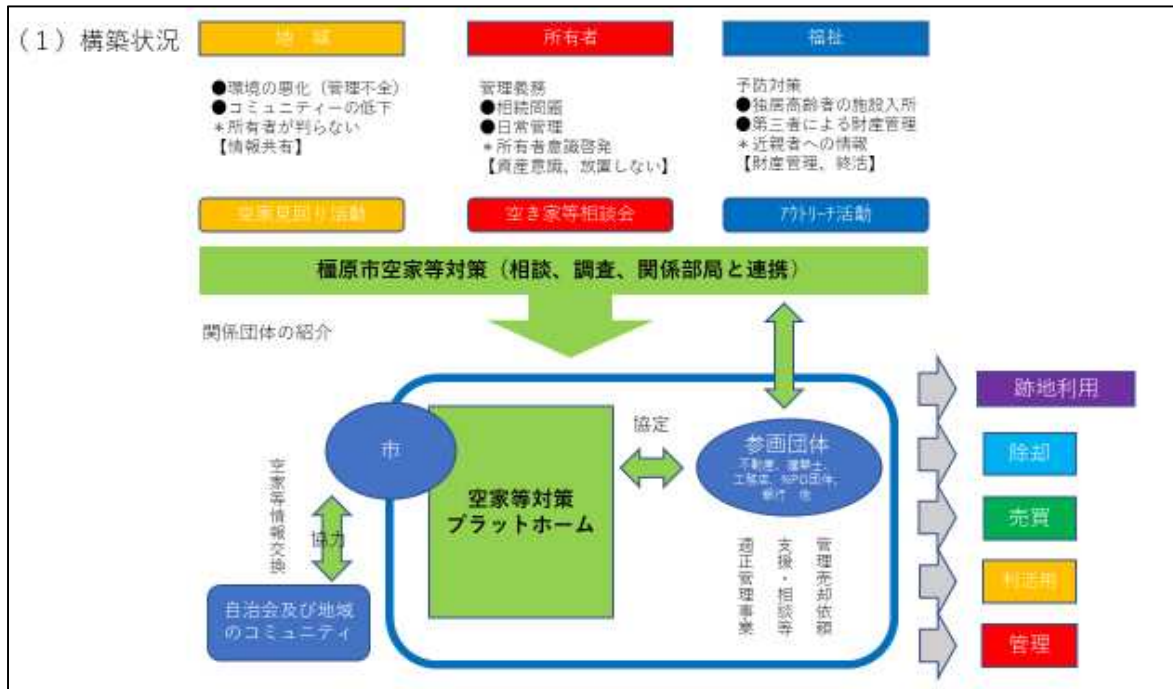 (1)構築状況
地 域
所有者
福祉
●環境の悪化(管理不全)
●コミュニティーの低下
*所有者が判らない
【情報共有】
管理義務
●相続問題
●日常管理
*所有者意識啓発
【資産意識、放置しない】
予防対策
●独居高齢者の施設入所
●第三者による財産管理
*近親者への情報
【財産管理、終活】
空家見回り活動
空き家等相談会
アウトリーチ活動
橿原市空家等対策(相談、調査、関係部局と連携)
関係団体の紹介
市
空家等対策
プラットホーム
協定
参画団体
不動産、建築士、
工務店、NPO団体、
銀行 他
空家等情報交換
協力
自治会及び地域
のコミュニティ
管理売却依頼
支援・相談等
適正管理事業
跡地利用
除却
売買
利活用
管理